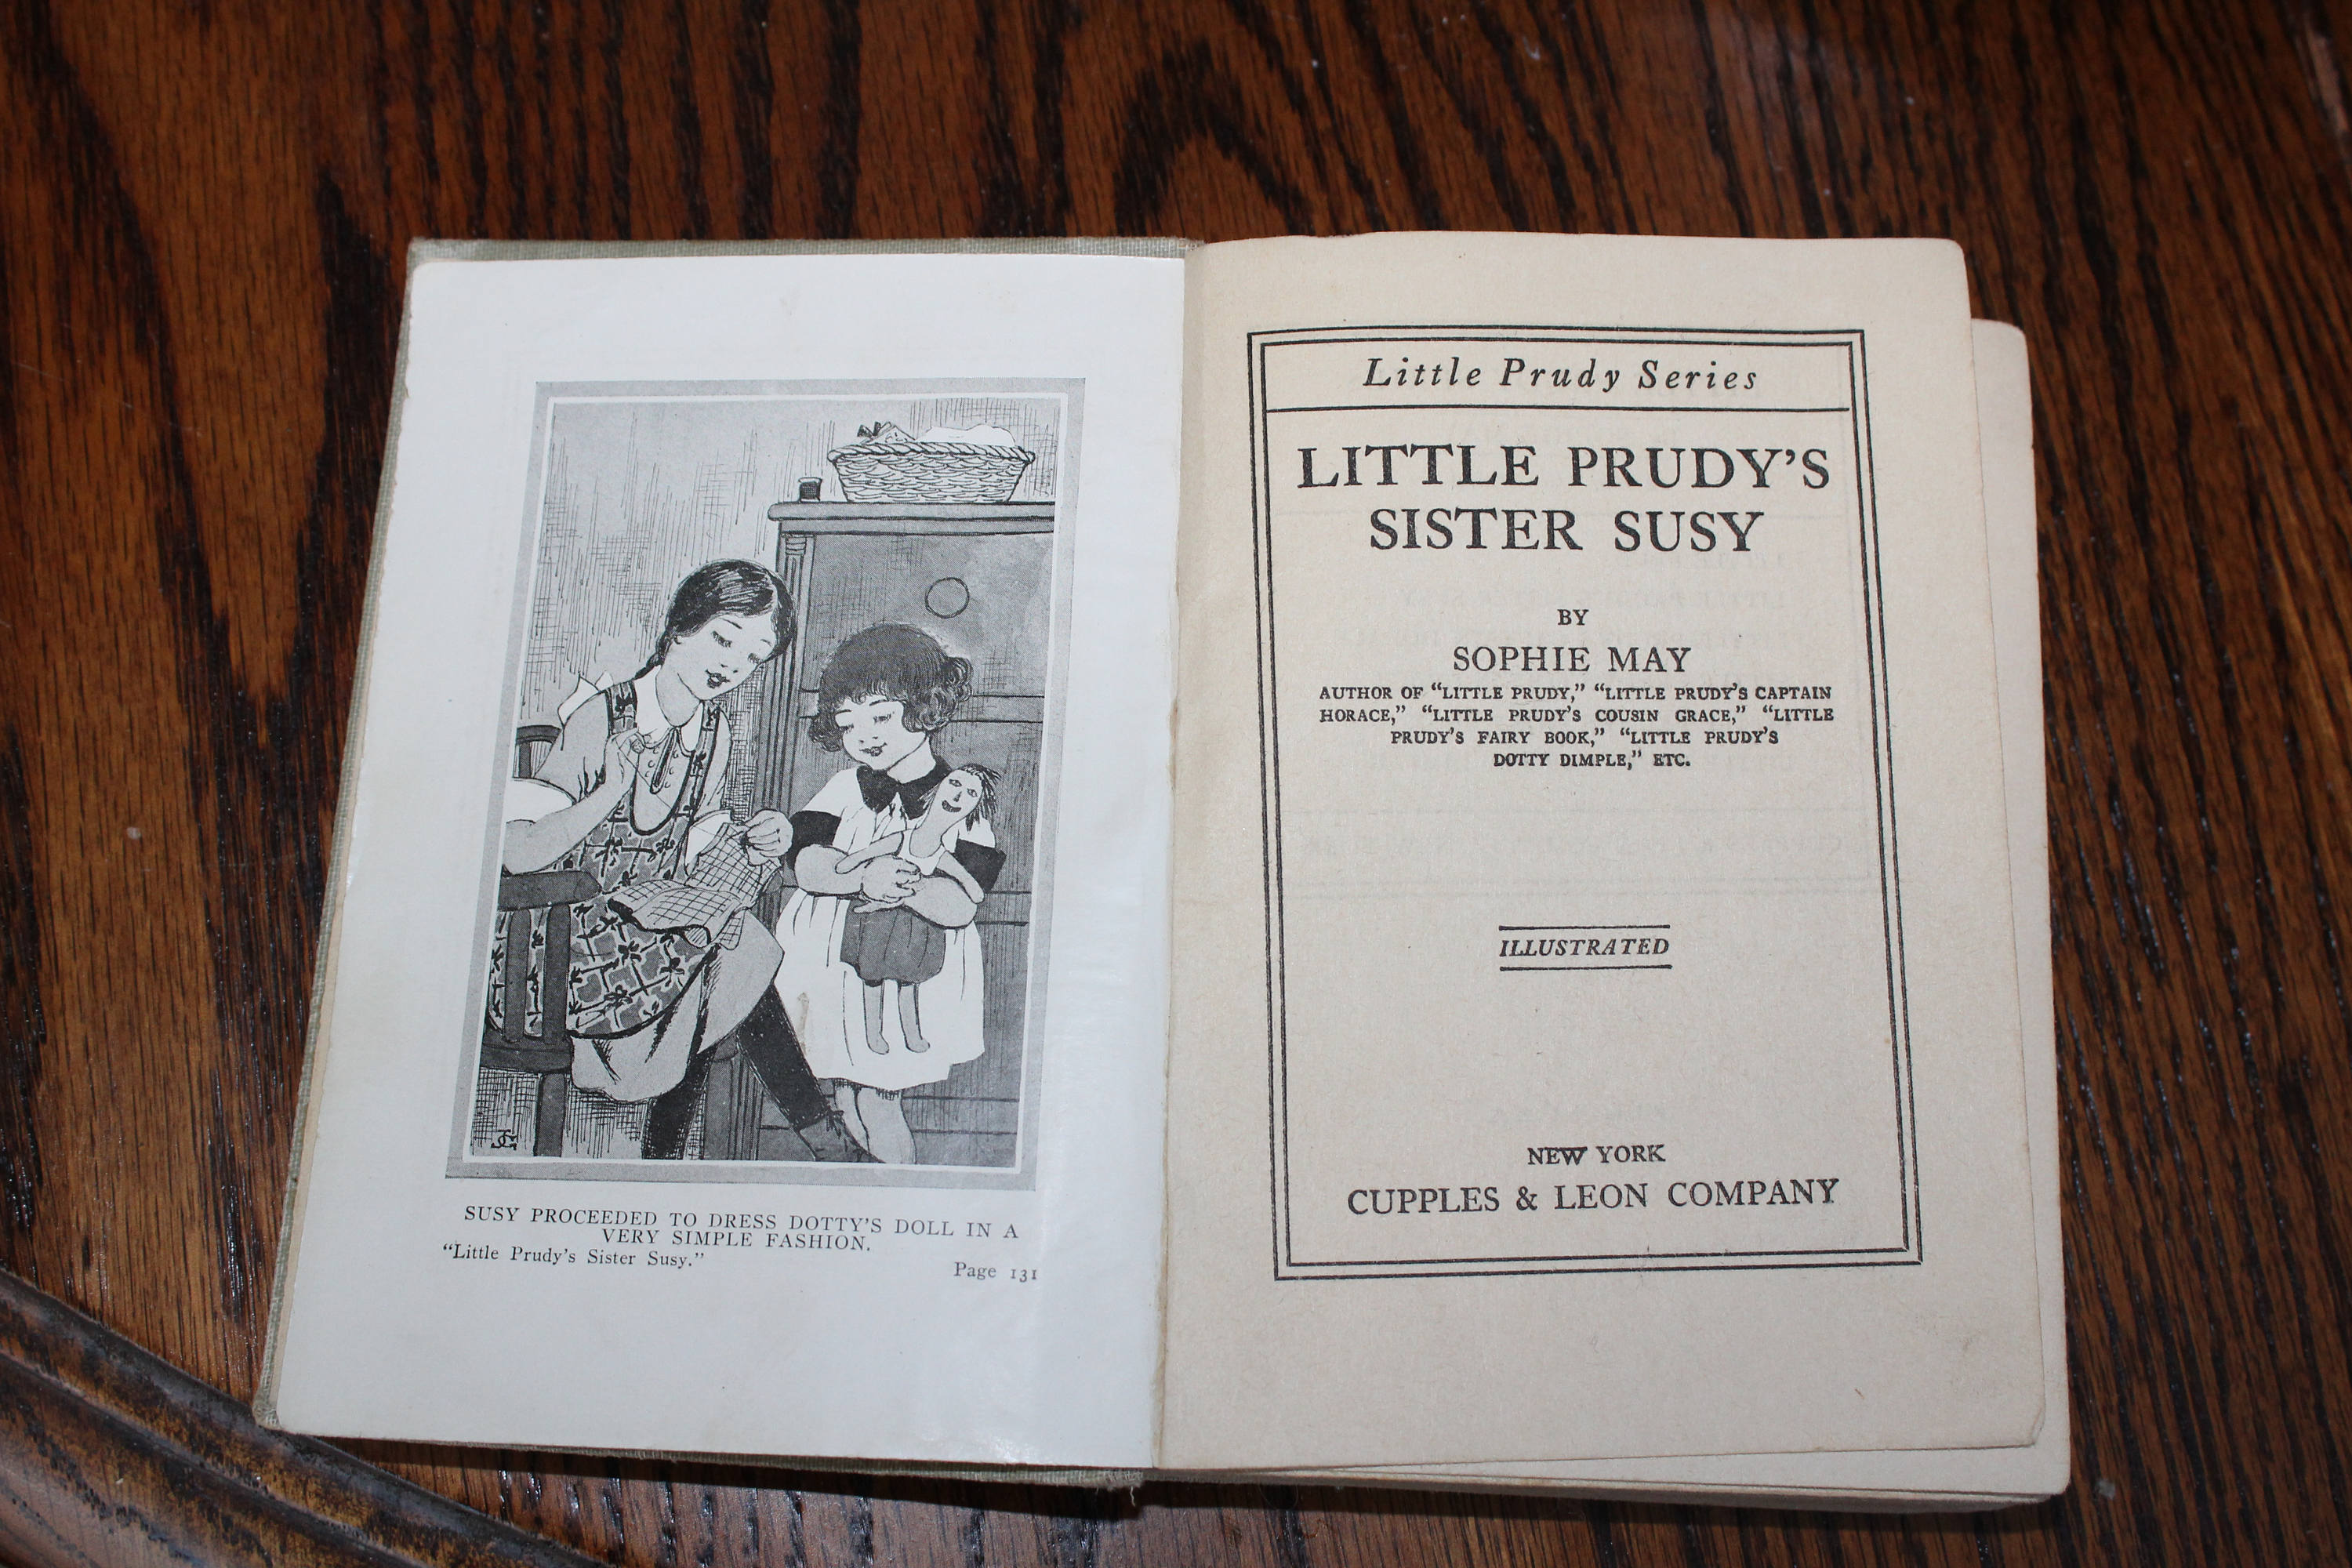 SUSY PROCEEDED TO DRESS DOTTY'S DOLL IN A
VERY SIMPLE FASHION.
"Little Prudy's Sister Susy."
Page 131
Little Prudy Series
LITTLE PRUDY'S
SISTER SUSY
BY
SOPHIE MAY
AUTHOR OF "LITTLE PRUDY," "LITTLE PRUDY'S CAPTAIN
HORACE," "LITTLE PRUDY'S COUSIN GRACE," "LITTLE
PRUDY'S FAIRY BOOK," "LITTLE PRUDY'S
DOTTY DIMPLE," ETC.
ILLUSTRATED
NEW YORK
CUPPLES & LEON COMPANY